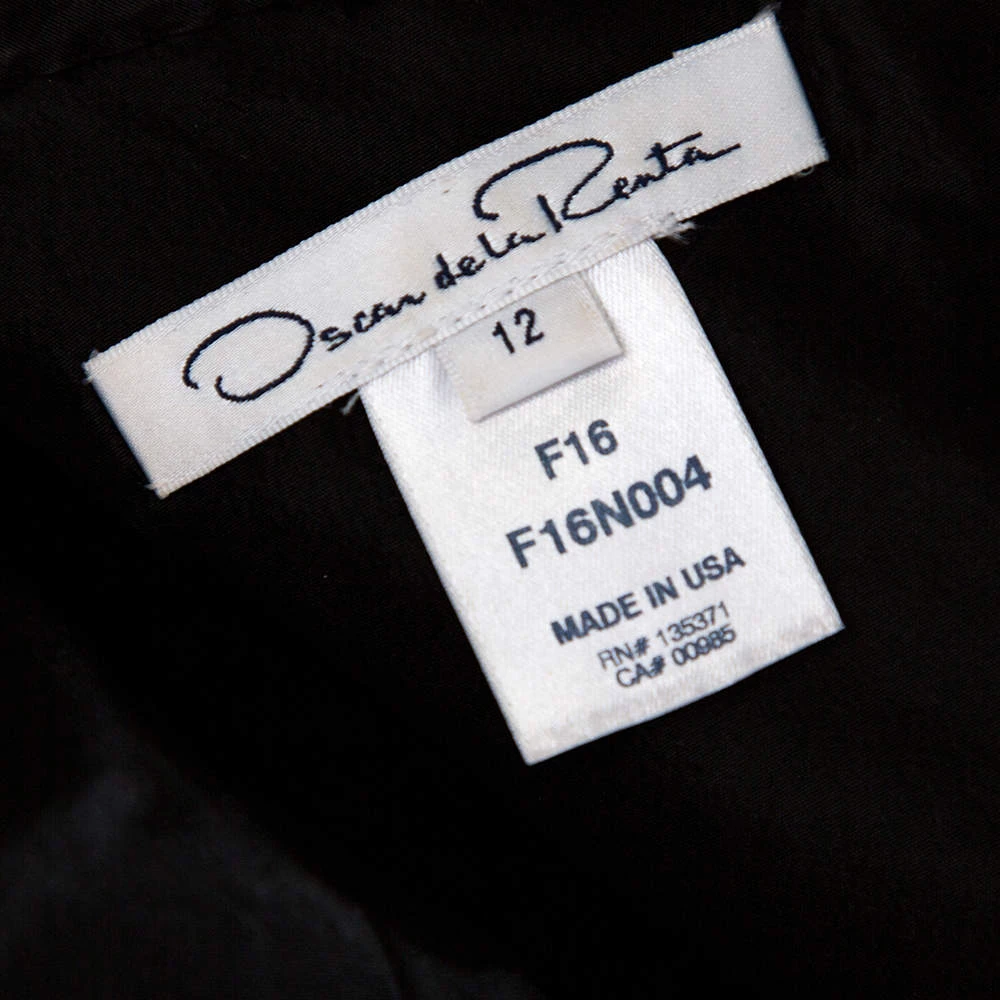 Oscar de la Renta
12
F16
F16N004
MADE IN USA
RN# 135371
CA# 00985